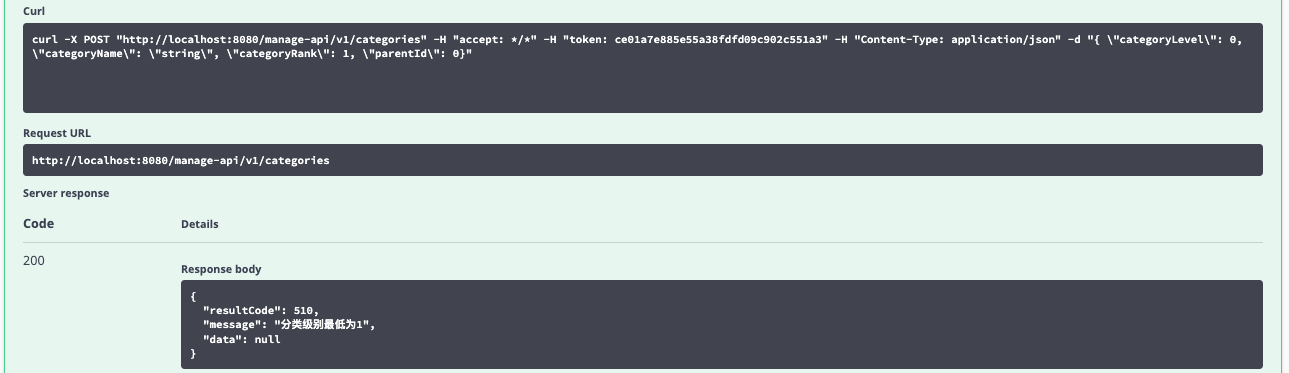 Curl
curl -X POST "http://localhost:8080/manage-api/v1/categories" -H "accept: */*" -H "token: ce01a7e885e55a38fdfd09c902c551a3" -H "Content-Type: application/json" -d "{ \"categoryLevel\": 0,
\"categoryName\": \"string\", \"categoryRank\": 1, \"parentId\": 0}"
Request URL
http://localhost:8080/manage-api/v1/categories
Server response
Code Details
200
Response body
{
"resultCode": 510,
"message": "分类级别最低为1",
"data": null
}